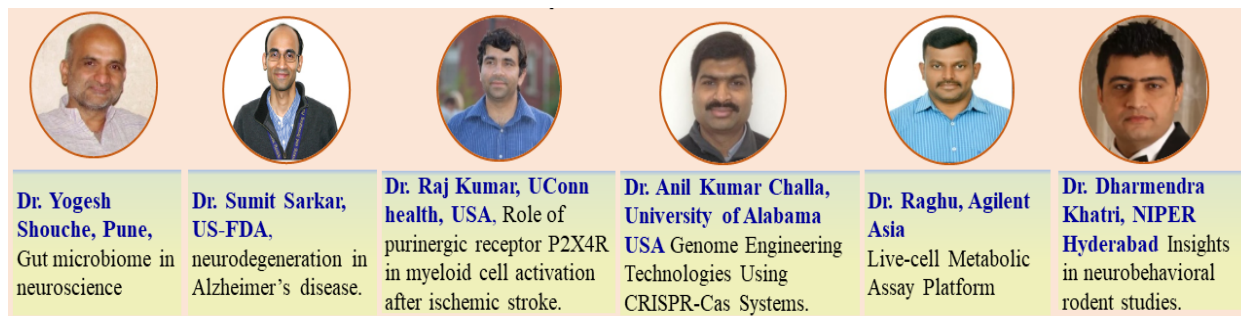 Dr. Yogesh
Shouche, Pune,
Gut microbiome in
neuroscience
Dr. Sumit Sarkar,
US-FDA,
neurodegeneration in
Alzheimer’s disease.
Dr. Raj Kumar, UConn
health, USA, Role of
purinergic receptor P2X4R
in myeloid cell activation
after ischemic stroke.
Dr. Anil Kumar Challa,
University of Alabama
USA Genome Engineering
Technologies Using
CRISPR-Cas Systems.
Dr. Raghu, Agilent
Asia
Live-cell Metabolic
Assay Platform
Dr. Dharmendra
Khatri, NIPER
Hyderabad Insights
in neurobehavioral
rodent studies.